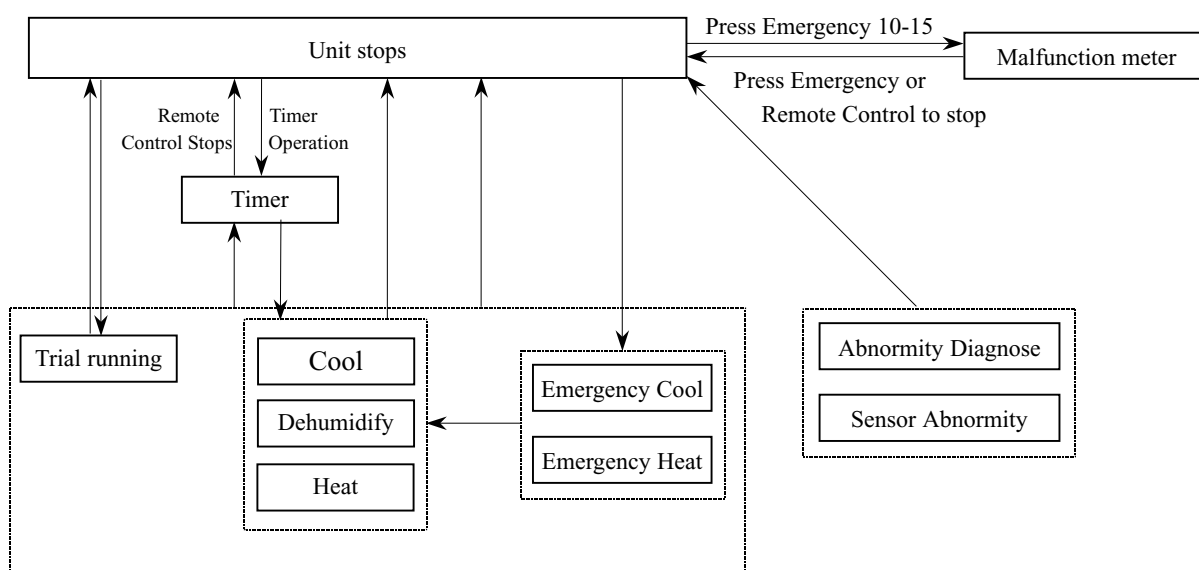 Unit stops
Press Emergency 10-15
Malfunction meter
Press Emergency or
Remote Control to stop
Remote
Control Stops
Timer
Operation
Timer
Trial running
Cool
Dehumidify
Heat
Emergency Cool
Emergency Heat
Abnormity Diagnose
Sensor Abnormity